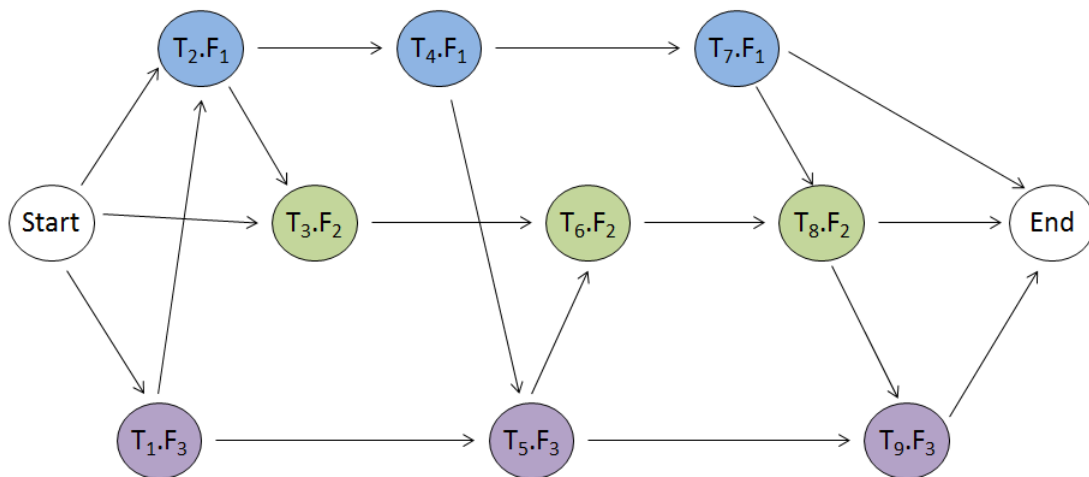 T₂.F₁
T₄.F₁
T₇.F₁
Start
T₃.F₂
T₆.F₂
T₈.F₂
End
T₁.F₃
T₅.F₃
T₉.F₃